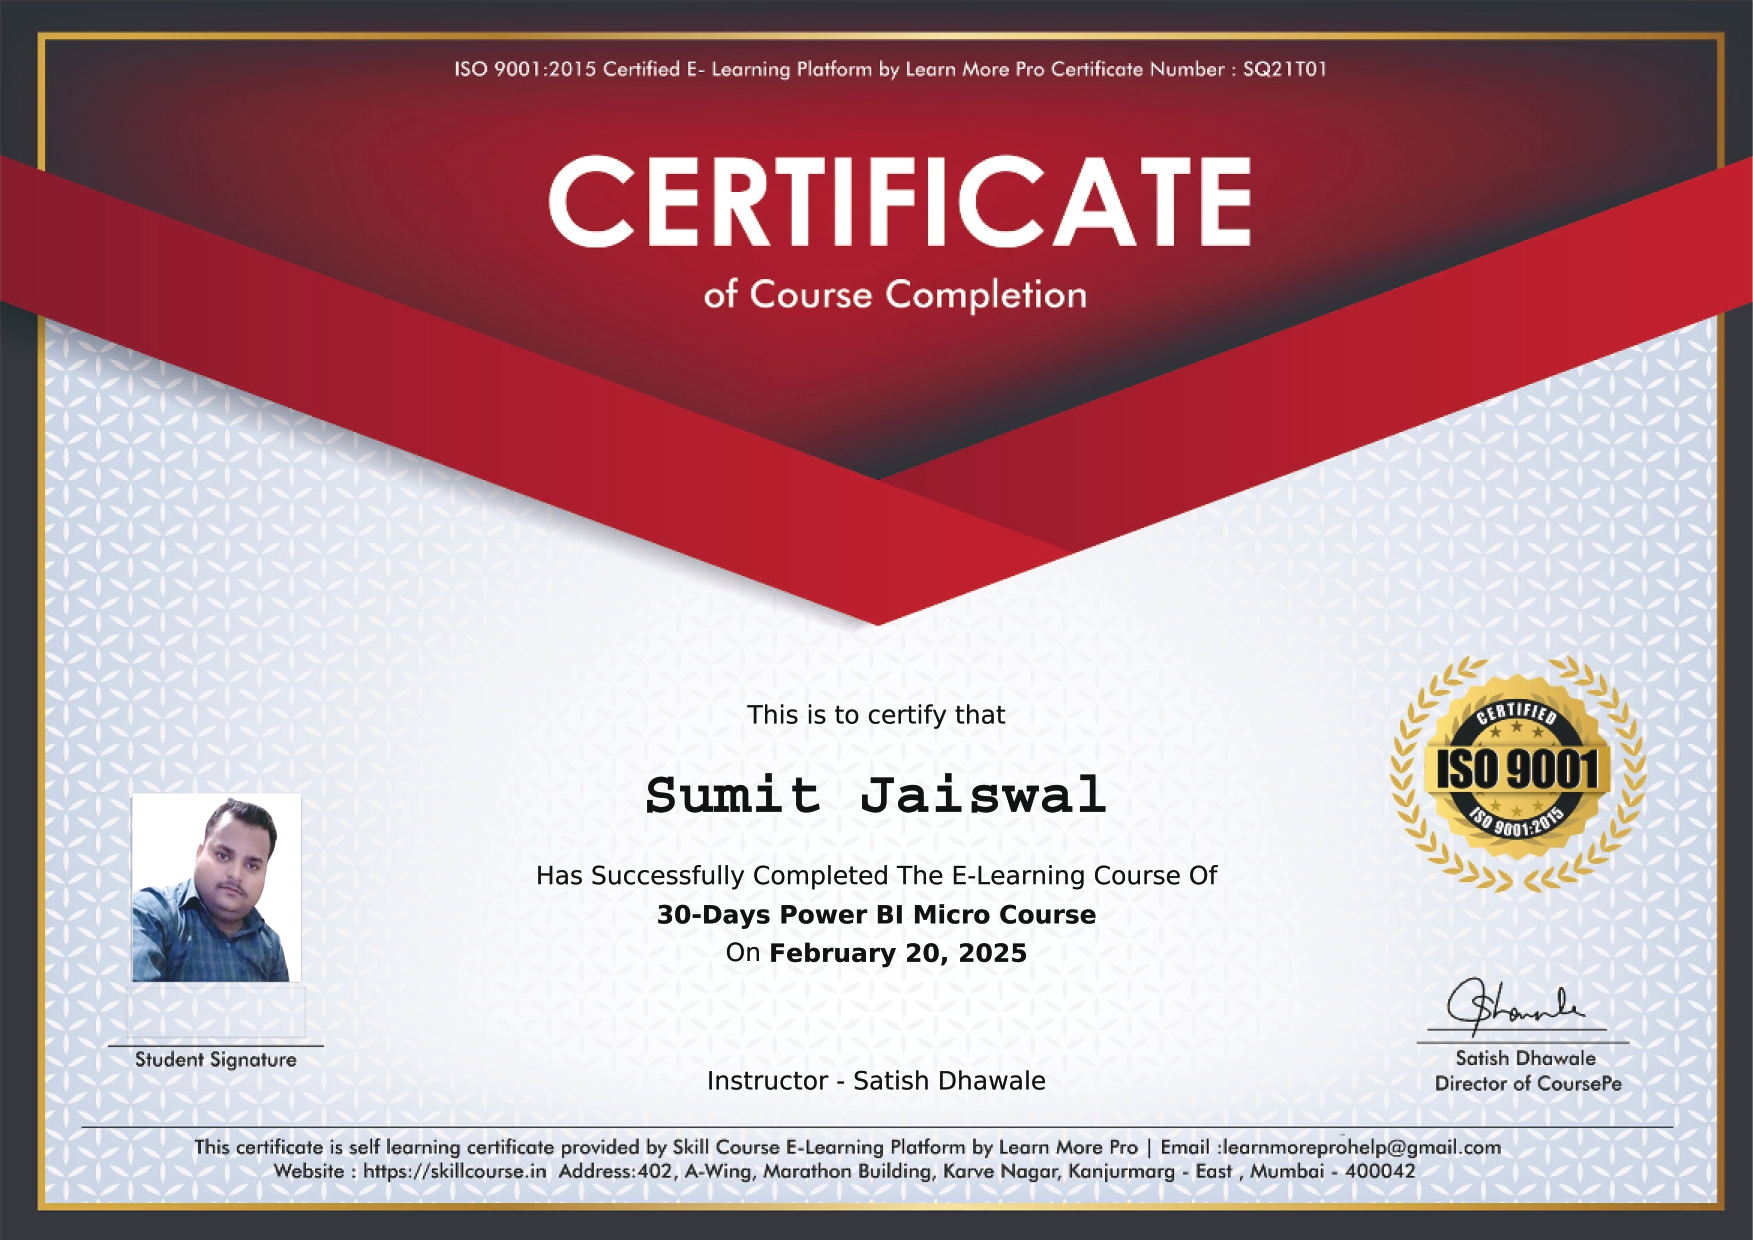 ISO 9001:2015 Certified E- Learning Platform by Learn More Pro Certificate Number : SQ21T01
CERTIFICATE
of Course Completion
This is to certify that
Sumit Jaiswal
Has Successfully Completed The E-Learning Course Of
30-Days Power BI Micro Course
On February 20, 2025
CERTIFIED
ISO 9001
ISO 9001:2015
Student Signature
Instructor - Satish Dhawale
Satish Dhawale
Director of CoursePe
This certificate is self learning certificate provided by Skill Course E-Learning Platform by Learn More Pro | Email :learnmoreprohelp@gmail.com
Website : https://skillcourse.in Address:402, A-Wing, Marathon Building, Karve Nagar, Kanjurmarg - East , Mumbai - 400042